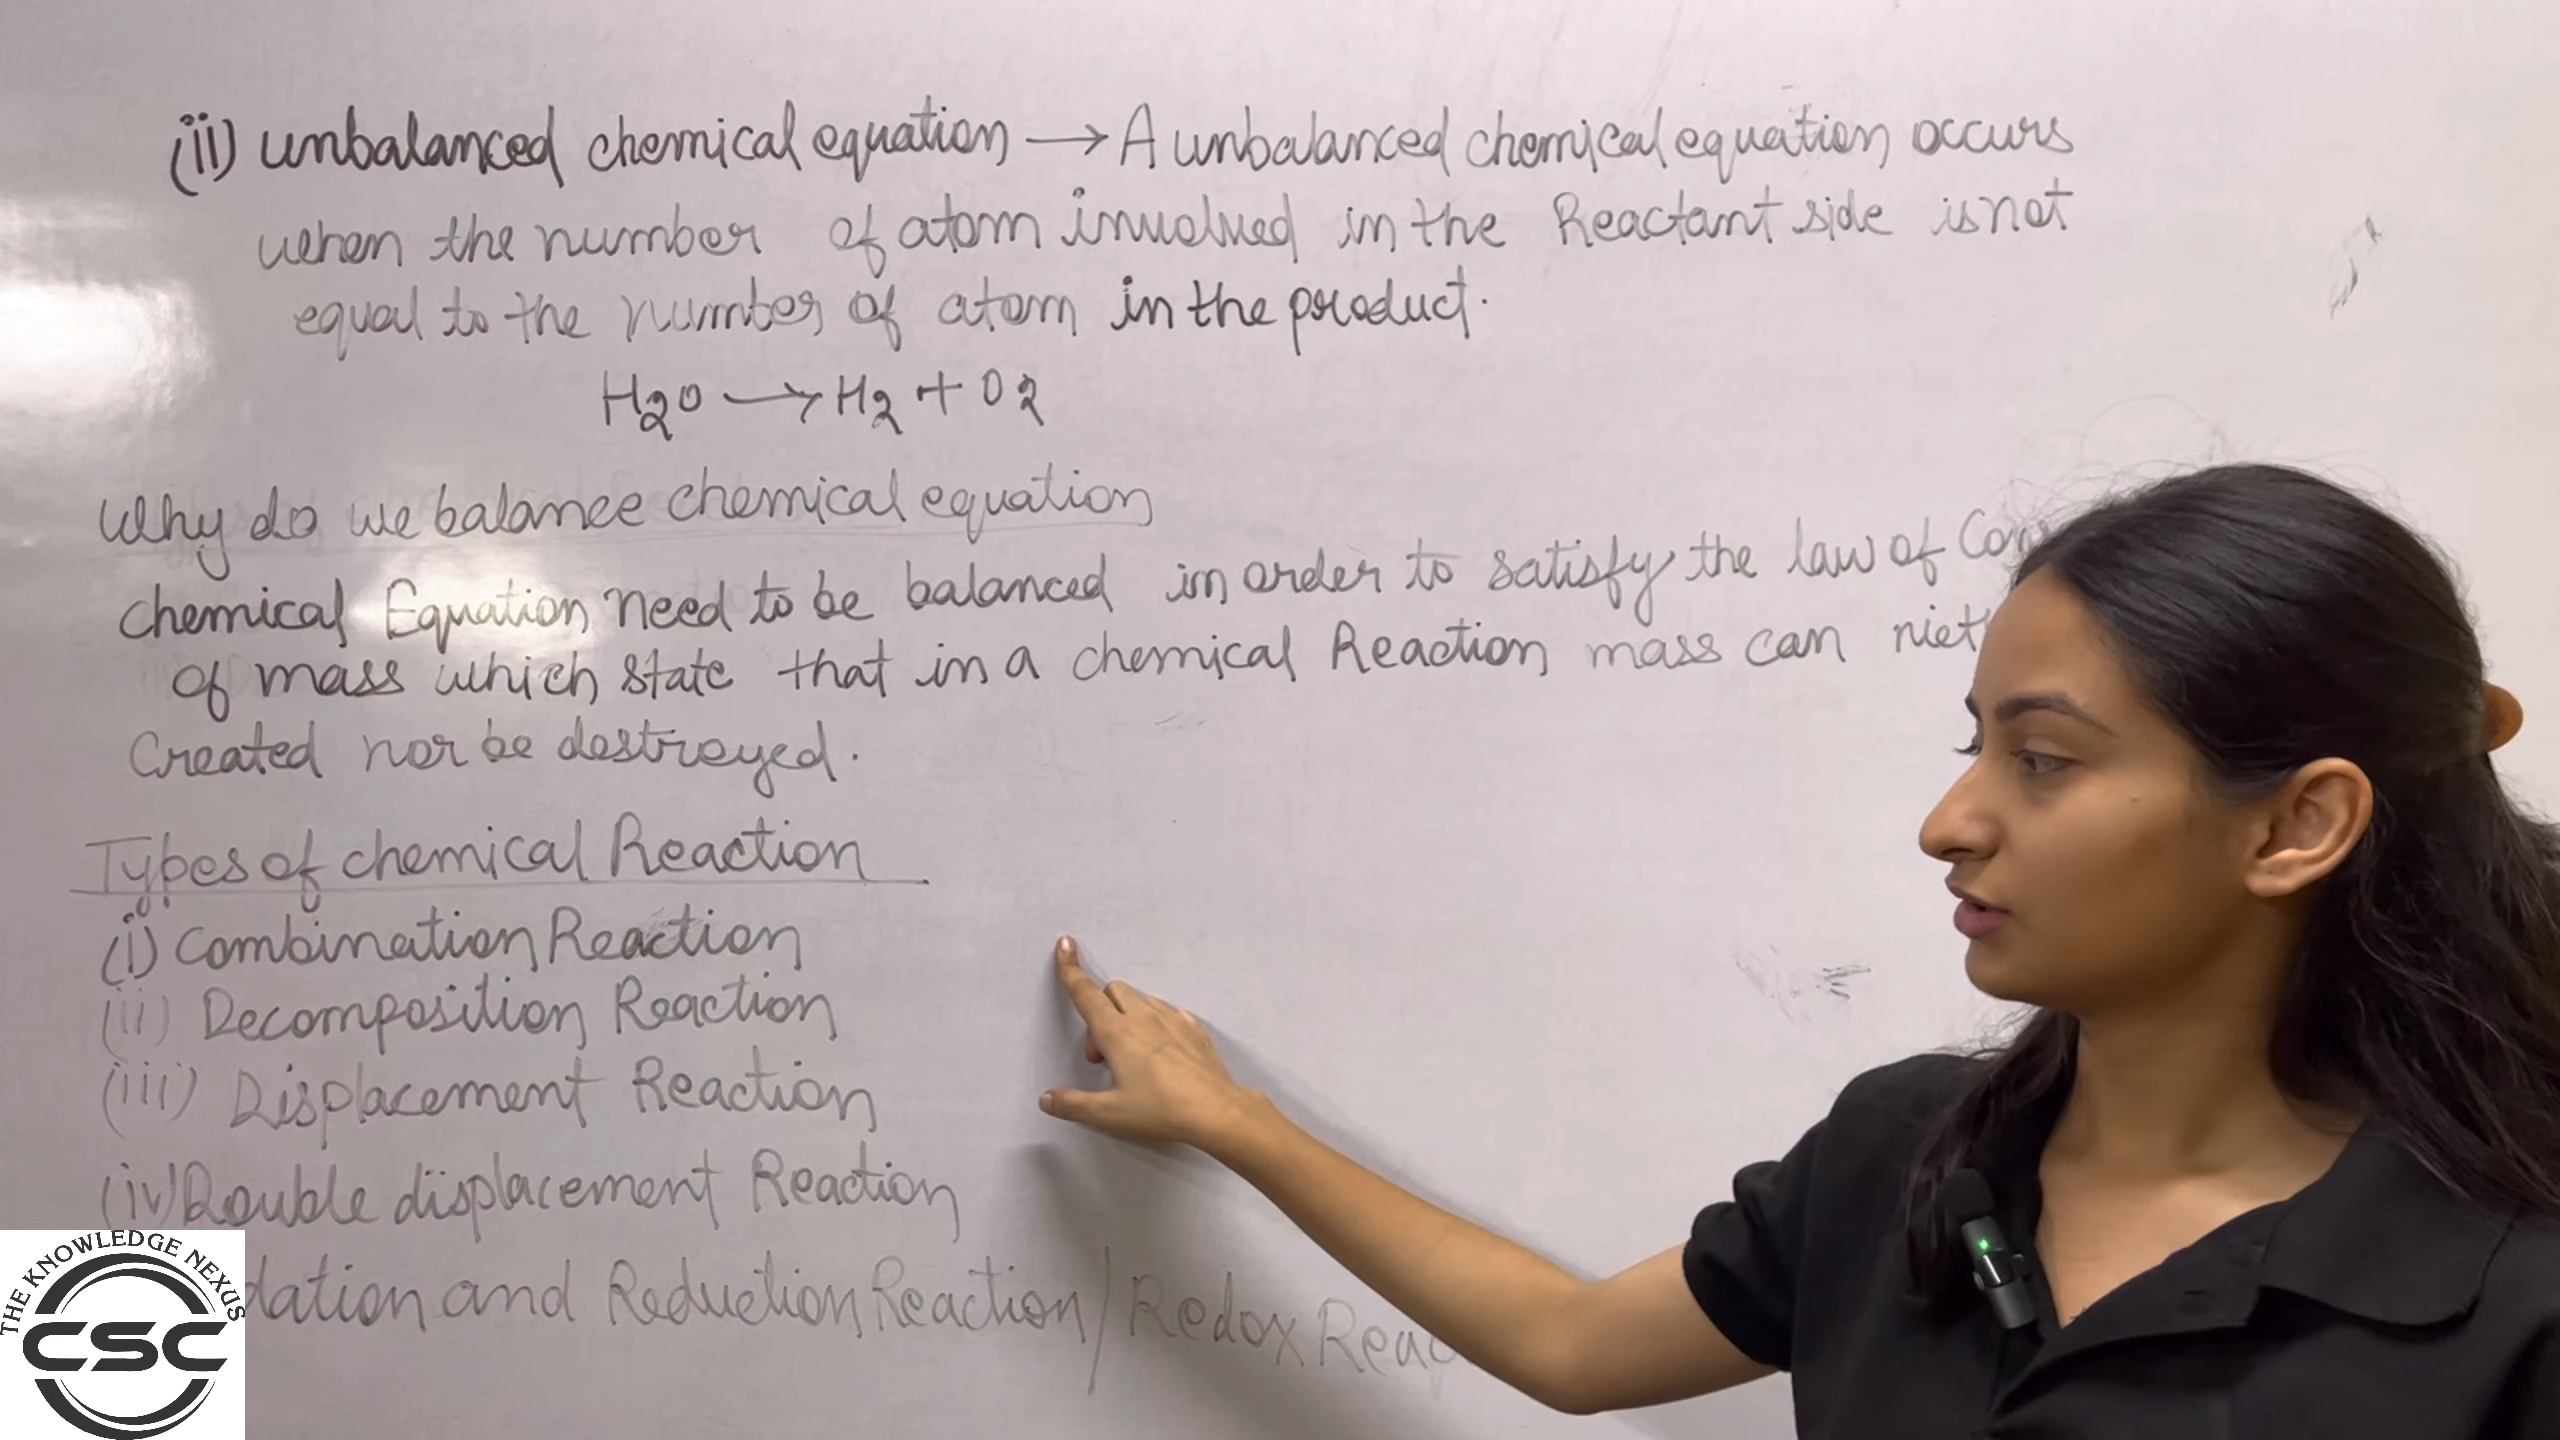 (ii) unbalanced chemical equation → A unbalanced chemical equation occurs
when the number of atom involved in the Reactant side is not
equal to the number of atom in the product.
H2O → H2 + O2
Why do we balance chemical equation
chemical Equation need to be balanced in order to satisfy the law of
of mass which state that in a chemical Reaction mass can
Created nor be destroyed.
Types of chemical Reaction
(i) Combination Reaction
(ii) Decomposition Reaction
(iii) Displacement Reaction
(iv) Double displacement Reaction
and Reduction Reaction / Redox
THE KNOWLEDGE NEXUS
CSC